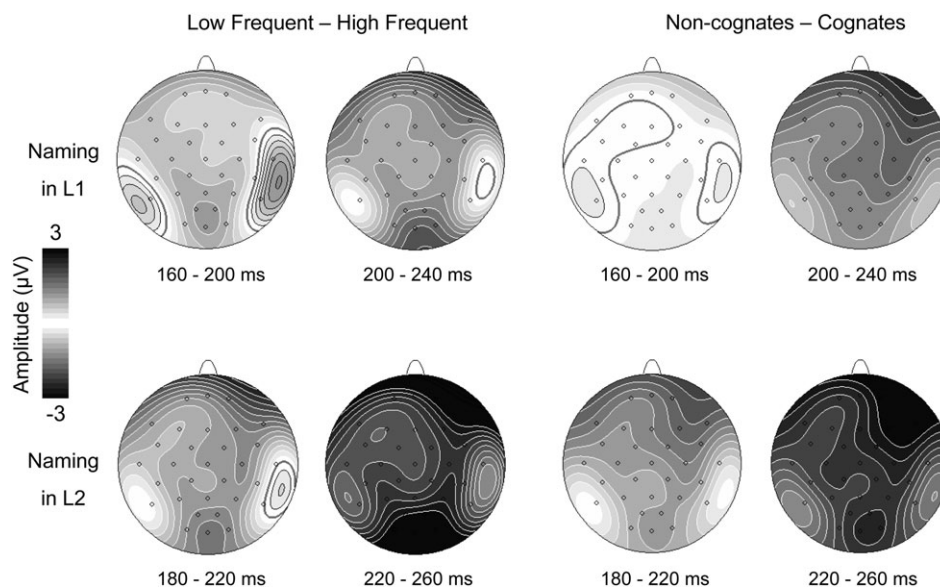 Low Frequent – High Frequent
Non-cognates – Cognates
Naming
in L1
160 - 200 ms
200 - 240 ms
160 - 200 ms
200 - 240 ms
3
Amplitude (µV)
-3
Naming
in L2
180 - 220 ms
220 - 260 ms
180 - 220 ms
220 - 260 ms